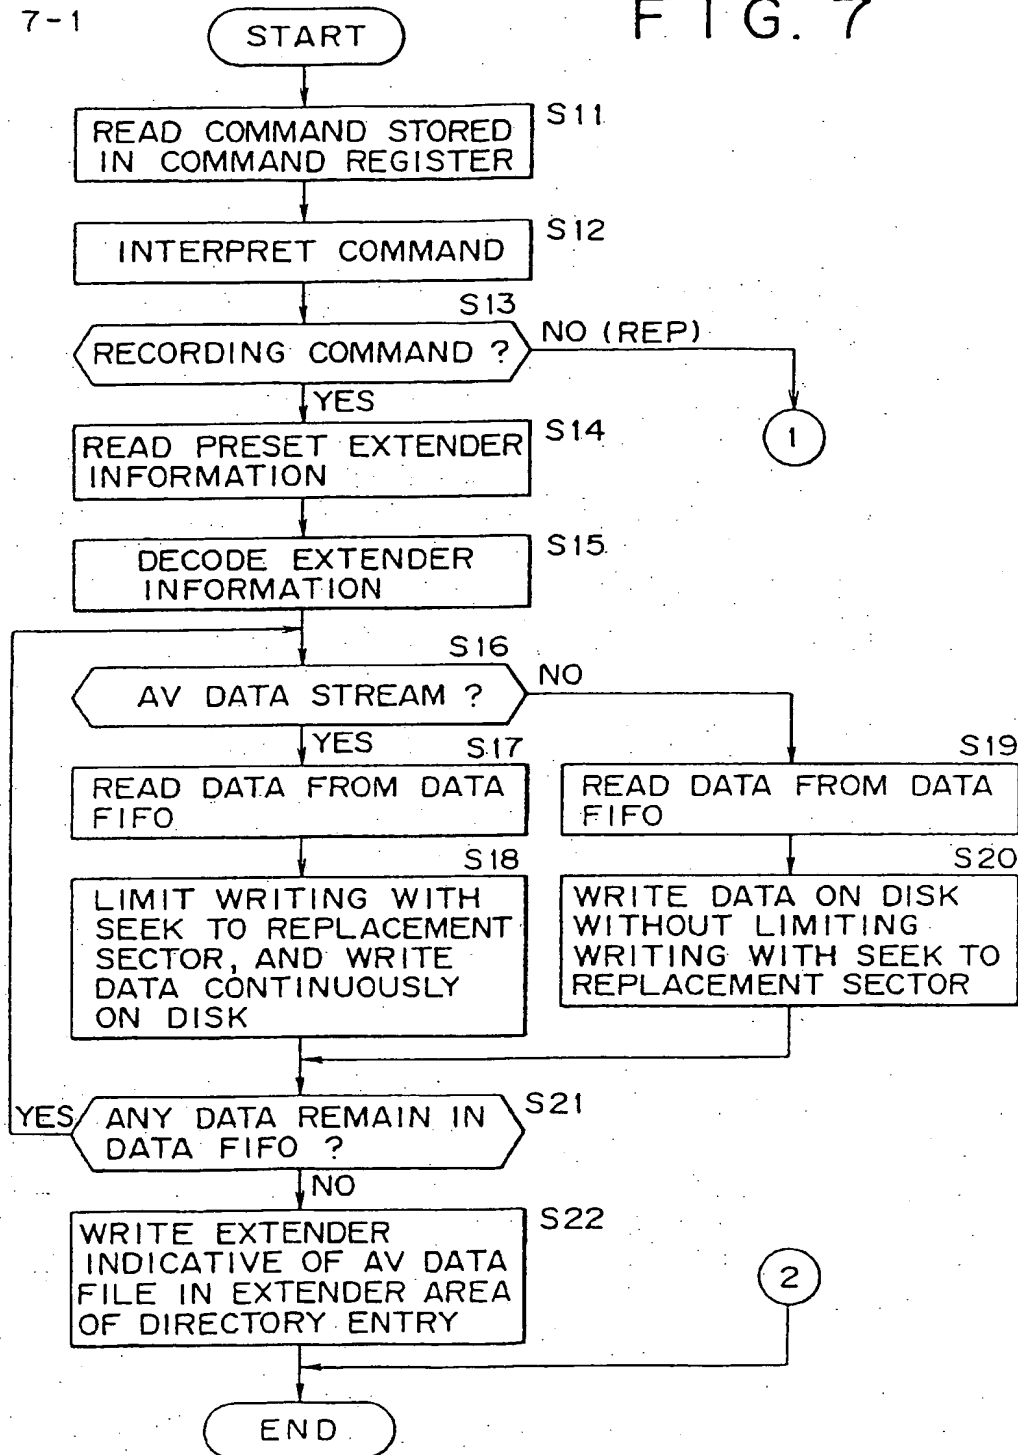 7-1
FIG. 7
START
S11
READ COMMAND STORED
IN COMMAND REGISTER
S12
INTERPRET COMMAND
S13
RECORDING COMMAND ?
NO (REP)
YES
1
S14
READ PRESET EXTENDER
INFORMATION
S15
DECODE EXTENDER
INFORMATION
S16
AV DATA STREAM ?
NO
YES
S17
READ DATA FROM DATA
FIFO
S19
READ DATA FROM DATA
FIFO
S18
LIMIT WRITING WITH
SEEK TO REPLACEMENT
SECTOR, AND WRITE
DATA CONTINUOUSLY
ON DISK
S20
WRITE DATA ON DISK
WITHOUT LIMITING
WRITING WITH SEEK TO
REPLACEMENT SECTOR
S21
YES
ANY DATA REMAIN IN
DATA FIFO ?
NO
S22
WRITE EXTENDER
INDICATIVE OF AV DATA
FILE IN EXTENDER AREA
OF DIRECTORY ENTRY
2
END